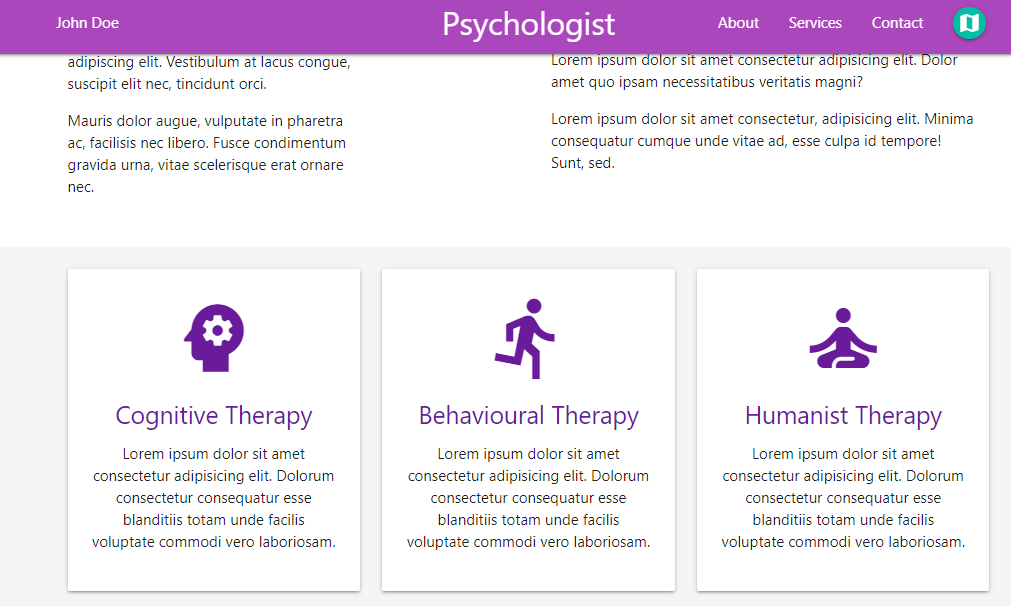 John Doe
Psychologist
About
Services
Contact
adipiscing elit. Vestibulum at lacus congue,
suscipit elit nec, tincidunt orci.
Mauris dolor augue, vulputate in pharetra
ac, facilisis nec libero. Fusce condimentum
gravida urna, vitae scelerisque erat ornare
nec.
Lorem ipsum dolor sit amet consectetur adipisicing elit. Dolor
amet quo ipsam necessitatibus veritatis magni?
Lorem ipsum dolor sit amet consectetur, adipisicing elit. Minima
consequatur cumque unde vitae ad, esse culpa id tempore!
Sunt, sed.
Cognitive Therapy
Lorem ipsum dolor sit amet
consectetur adipisicing elit. Dolorum
consectetur consequatur esse
blanditiis totam unde facilis
voluptate commodi vero laboriosam.
Behavioural Therapy
Lorem ipsum dolor sit amet
consectetur adipisicing elit. Dolorum
consectetur consequatur esse
blanditiis totam unde facilis
voluptate commodi vero laboriosam.
Humanist Therapy
Lorem ipsum dolor sit amet
consectetur adipisicing elit. Dolorum
consectetur consequatur esse
blanditiis totam unde facilis
voluptate commodi vero laboriosam.